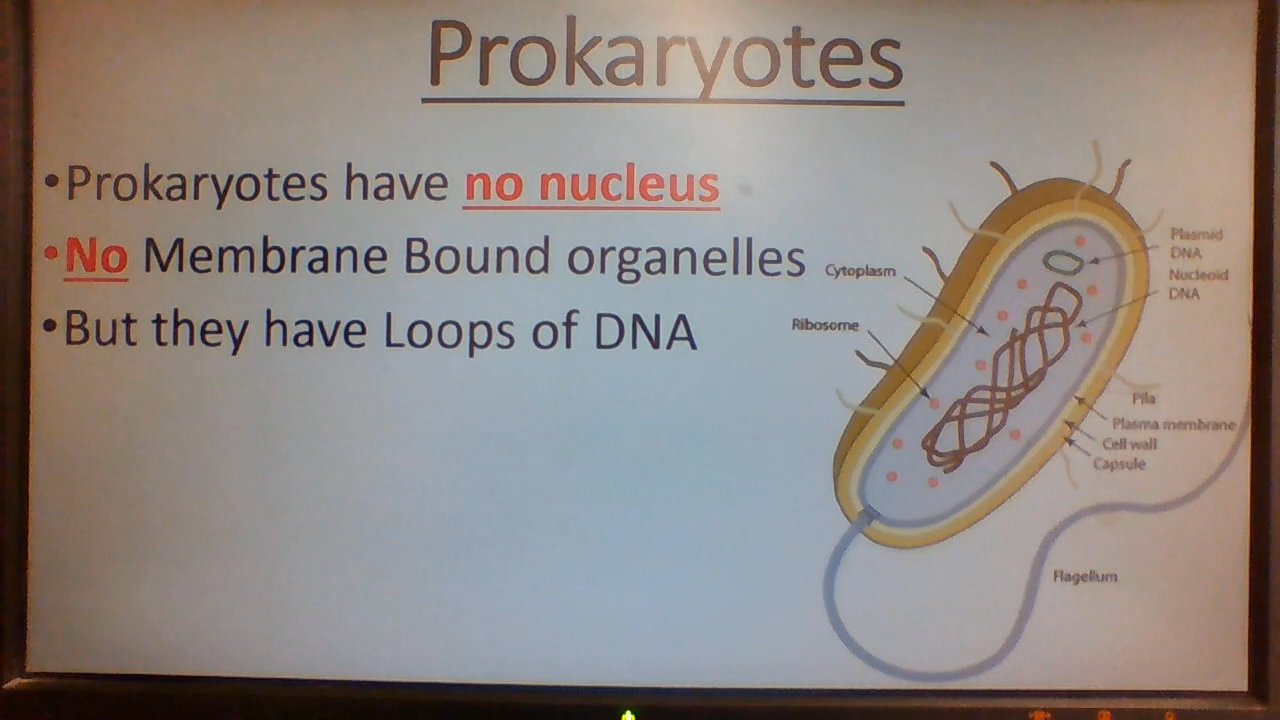 Prokaryotes
•Prokaryotes have no nucleus
•No Membrane Bound organelles
•But they have Loops of DNA
Cytoplasm
Ribosome
Plasmid
DNA
Nucleoid
DNA
Pila
Plasma membrane
Cell wall
Capsule
Flagellum